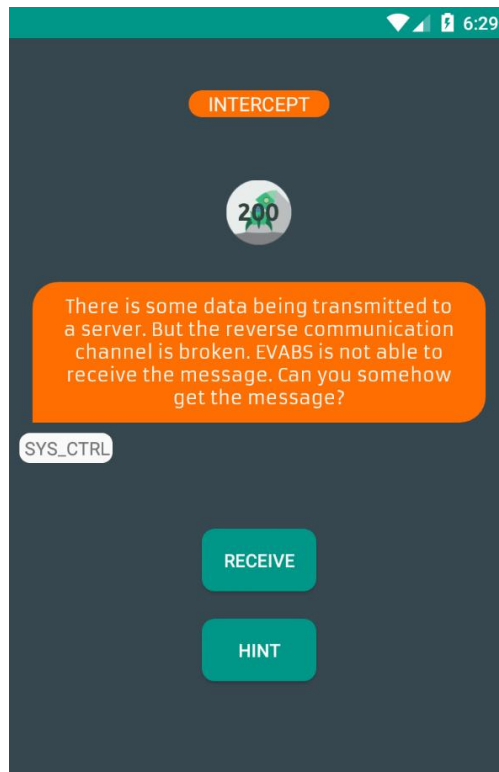 6:29
INTERCEPT
200
There is some data being transmitted to
a server. But the reverse communication
channel is broken. EVABS is not able to
receive the message. Can you somehow
get the message?
SYS_CTRL
RECEIVE
HINT